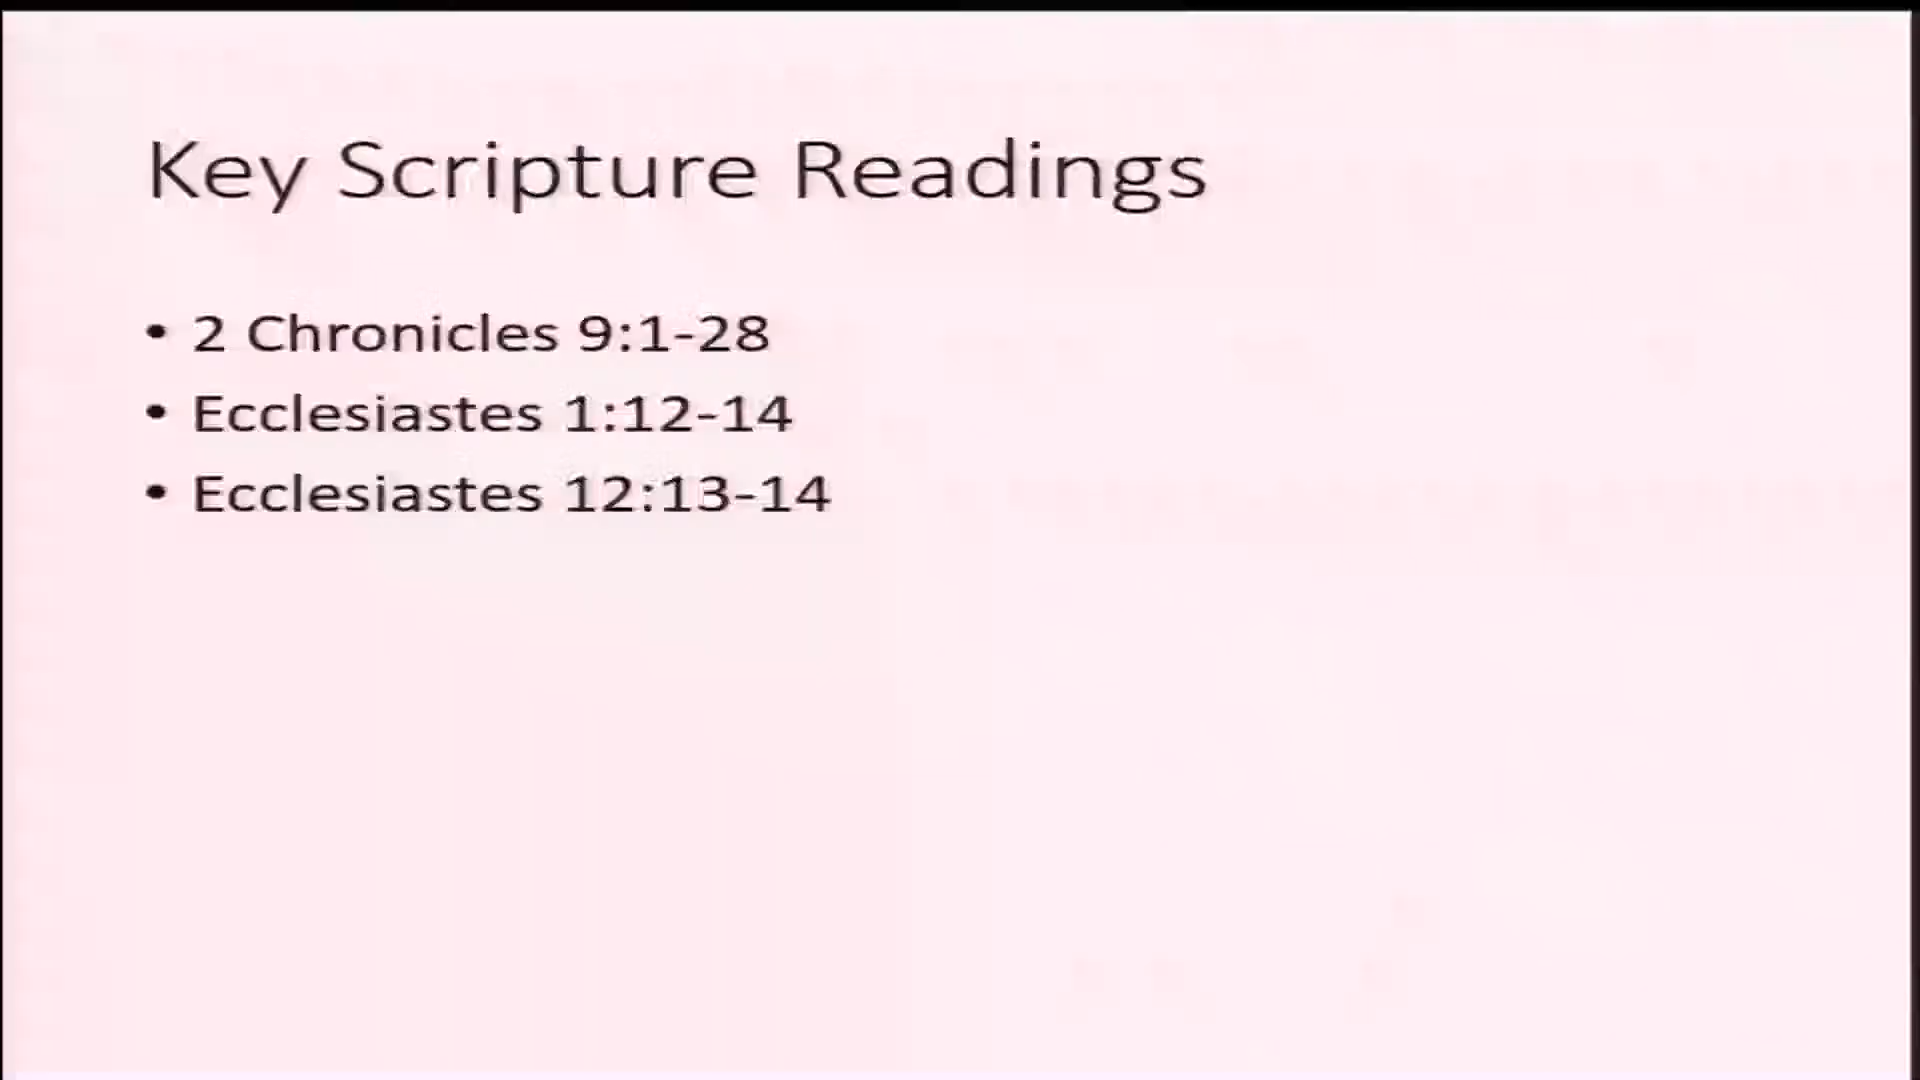 Key Scripture Readings
• 2 Chronicles 9:1-28
• Ecclesiastes 1:12-14
• Ecclesiastes 12:13-14